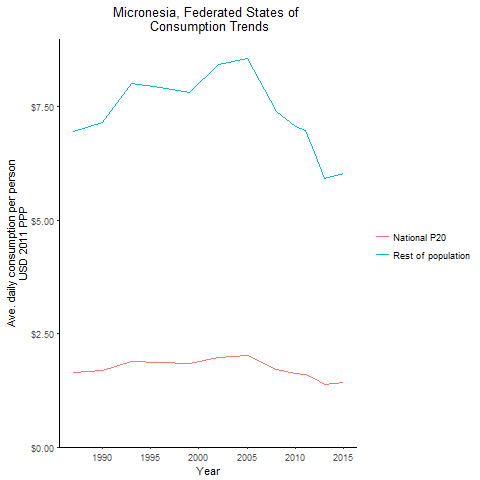 Micronesia, Federated States of
Consumption Trends
Ave. daily consumption per person
USD 2011 PPP
$7.50
$5.00
$2.50
$0.00
1990 1995 2000 2005 2010 2015
Year
National P20
Rest of population